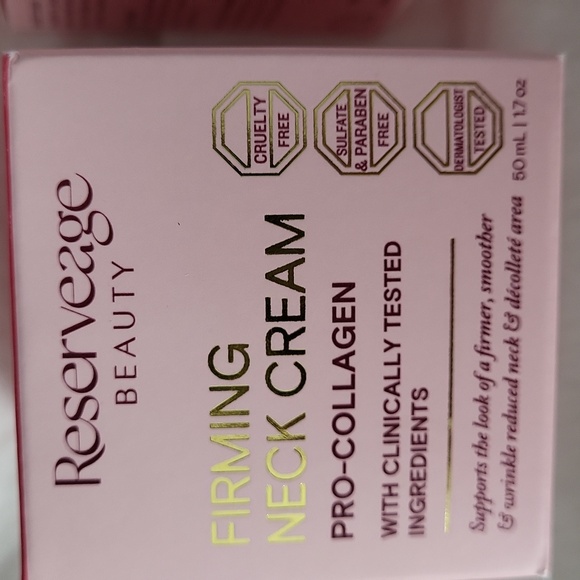 Reserveage
BEAUTY
CRUELTY
FREE
SULFATE
& PARABEN
FREE
DERMATOLOGIST
TESTED
FIRMING
NECK CREAM
PRO-COLLAGEN
WITH CLINICALLY TESTED
INGREDIENTS
Supports the look of a firmer, smoother
& wrinkle reduced neck & décolleté area
50 mL | 1.7 oz